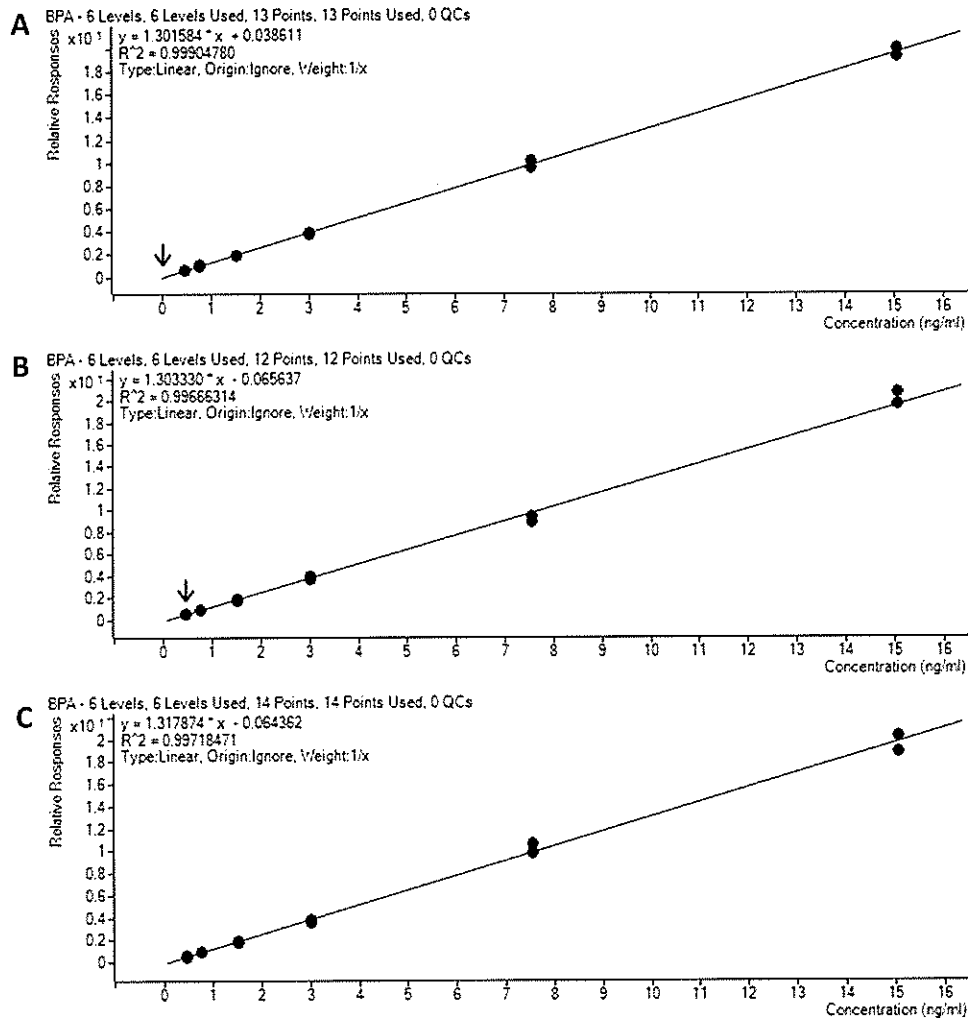 A
BPA - 6 Levels, 6 Levels Used, 13 Points, 13 Points Used, 0 QCs
Relative Responses
x10 1
y = 1.301584 * x + 0.038611
R^2 = 0.99904780
Type:Linear, Origin:Ignore, Weight:1/x
1.8
1.6
1.4
1.2
1
0.8
0.6
0.4
0.2
0
0 1 2 3 4 5 6 7 8 9 10 11 12 13 14 15 16
Concentration (ng/ml)
B
BPA - 6 Levels, 6 Levels Used, 12 Points, 12 Points Used, 0 QCs
Relative Responses
x10 1
y = 1.303330 * x - 0.065637
R^2 = 0.99666314
Type:Linear, Origin:Ignore, Weight:1/x
2
1.8
1.6
1.4
1.2
1
0.8
0.6
0.4
0.2
0
0 1 2 3 4 5 6 7 8 9 10 11 12 13 14 15 16
Concentration (ng/ml)
C
BPA - 6 Levels, 6 Levels Used, 14 Points, 14 Points Used, 0 QCs
Relative Responses
x10 1
y = 1.317874 * x - 0.064362
R^2 = 0.99718471
Type:Linear, Origin:Ignore, Weight:1/x
2
1.8
1.6
1.4
1.2
1
0.8
0.6
0.4
0.2
0
0 1 2 3 4 5 6 7 8 9 10 11 12 13 14 15 16
Concentration (ng/ml)